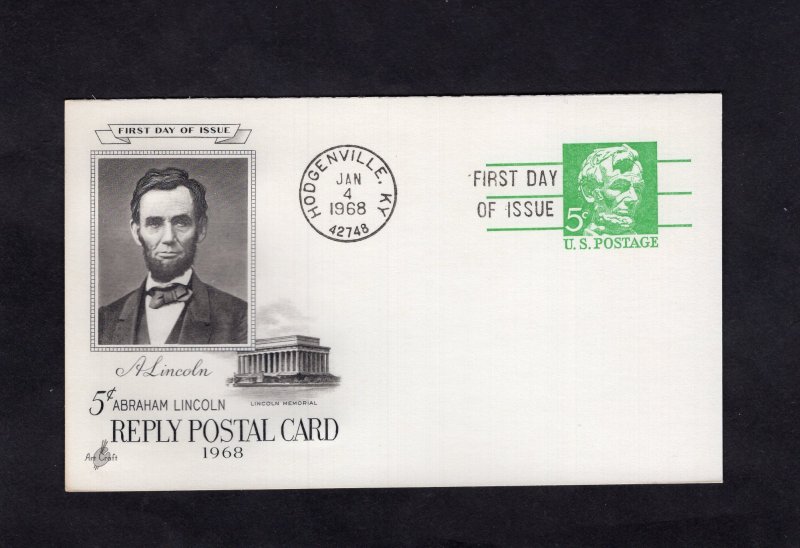 FIRST DAY OF ISSUE
HODGENVILLE, KY
JAN
4
1968
42748
FIRST DAY
OF ISSUE
5¢
U.S. POSTAGE
A Lincoln
5¢ ABRAHAM LINCOLN
LINCOLN MEMORIAL
REPLY POSTAL CARD
1968
Art Craft